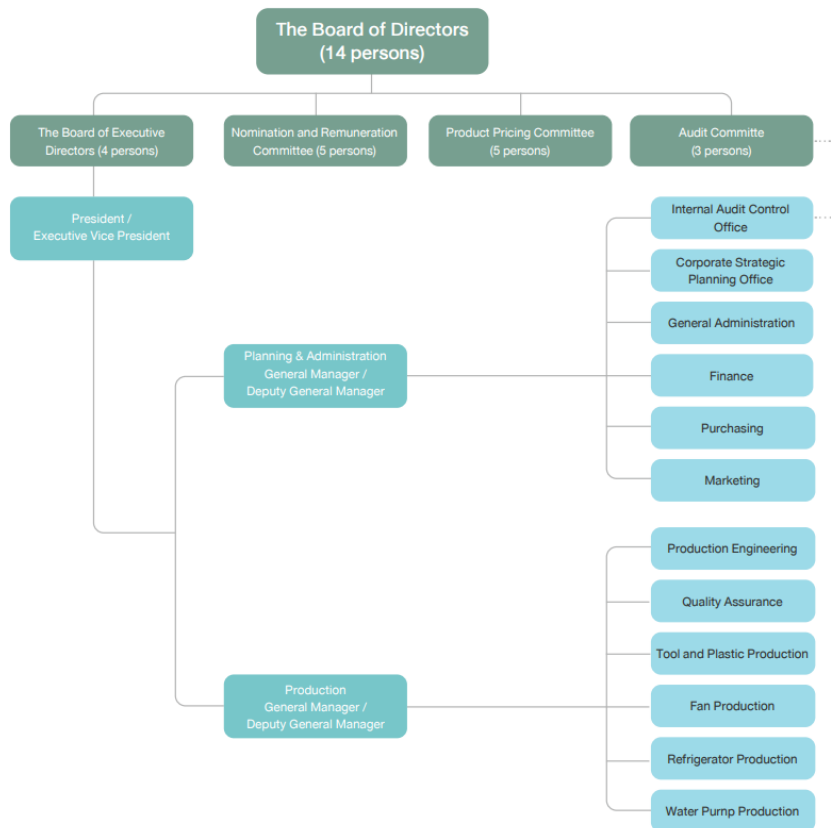 The Board of Directors
(14 persons)
The Board of Executive
Directors (4 persons)
Nomination and Remuneration
Committee (5 persons)
Product Pricing Committee
(5 persons)
Audit Committe
(3 persons)
President /
Executive Vice President
Internal Audit Control
Office
Corporate Strategic
Planning Office
General Administration
Planning & Administration
General Manager /
Deputy General Manager
Finance
Purchasing
Marketing
Production Engineering
Quality Assurance
Tool and Plastic Production
Production
General Manager /
Deputy General Manager
Fan Production
Refrigerator Production
Water Purnp Production